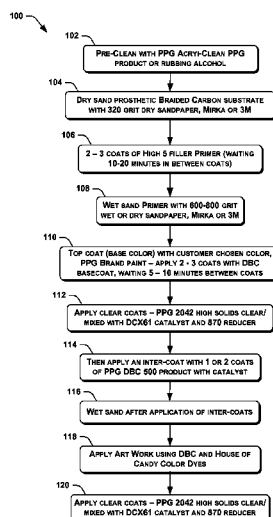 100
102
PRE-CLEAN WITH PPG ACRYI-CLEAN PPG
PRODUCT OR RUBBING ALCOHOL
104
DRY SAND PROSTHETIC BRAIDED CARBON SUBSTRATE
WITH 320 GRIT DRY SANDPAPER, MIRKA OR 3M
106
2 – 3 COATS OF HIGH 5 FILLER PRIMER (WAITING
10-20 MINUTES IN BETWEEN COATS)
108
WET SAND PRIMER WITH 600-800 GRIT
WET OR DRY SANDPAPER, MIRKA OR 3M
110
TOP COAT (BASE COLOR) WITH CUSTOMER CHOSEN COLOR,
PPG BRAND PAINT – APPLY 2 - 3 COATS WITH DBC
BASECOAT, WAITING 5 – 10 MINUTES BETWEEN COATS
112
APPLY CLEAR COATS – PPG 2042 HIGH SOLIDS CLEAR/
MIXED WITH DCX61 CATALYST AND 870 REDUCER
114
THEN APPLY AN INTER-COAT WITH 1 OR 2 COATS
OF PPG DBC 500 PRODUCT WITH CATALYST
116
WET SAND AFTER APPLICATION OF INTER-COATS
118
APPLY ART WORK USING DBC AND HOUSE OF
CANDY COLOR DYES
120
APPLY CLEAR COATS – PPG 2042 HIGH SOLIDS CLEAR/
MIXED WITH DCX61 CATALYST AND 870 REDUCER